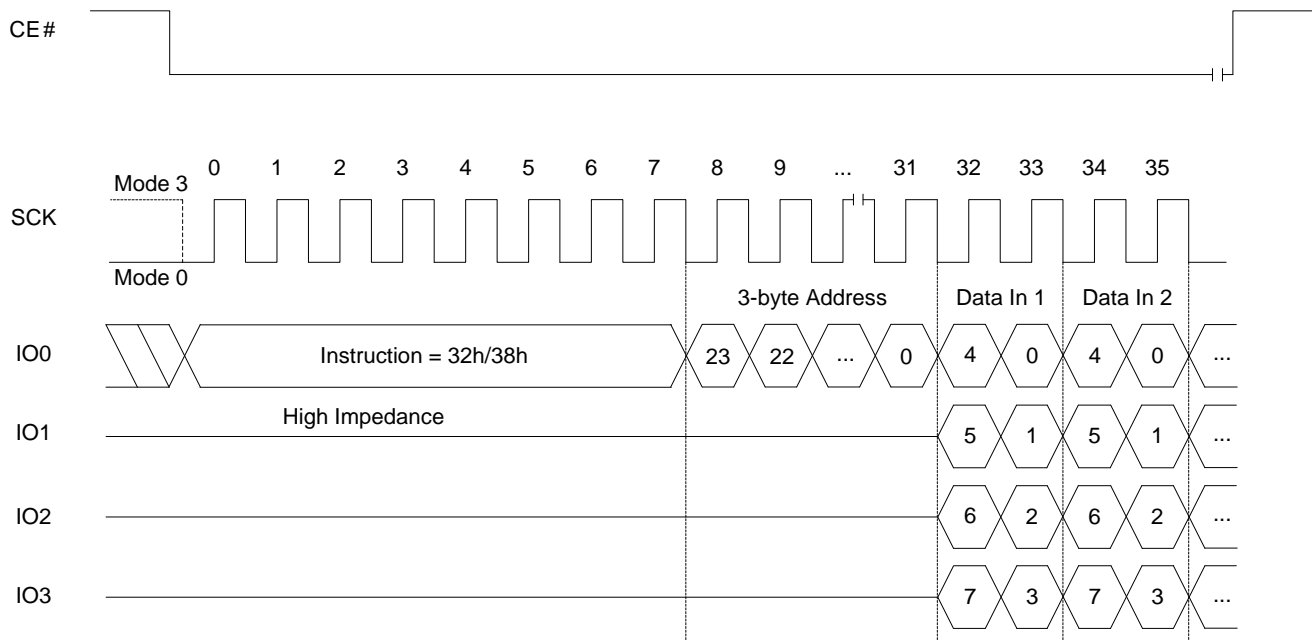 CE#
0 1 2 3 4 5 6 7 8 9 ... 31 32 33 34 35
Mode 3
SCK
Mode 0
3-byte Address Data In 1 Data In 2
IO0 Instruction = 32h/38h 23 22 ... 0 4 0 4 0 ...
High Impedance
IO1 5 1 5 1 ...
IO2 6 2 6 2 ...
IO3 7 3 7 3 ...